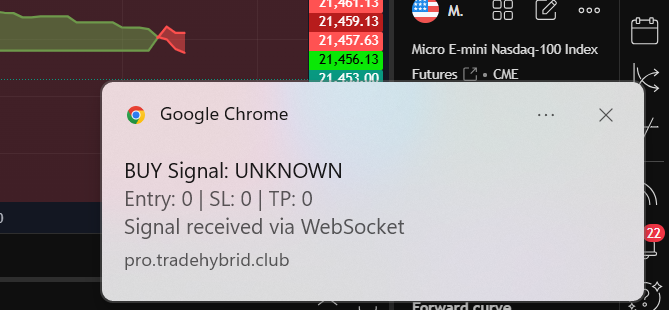 21,461.13
21,459.13
21,457.63
21,456.13
21,453.00
M.
Micro E-mini Nasdaq-100 Index
Futures • CME
Google Chrome
BUY Signal: UNKNOWN
Entry: 0 | SL: 0 | TP: 0
Signal received via WebSocket
pro.tradehybrid.club
0
22
Forward curve